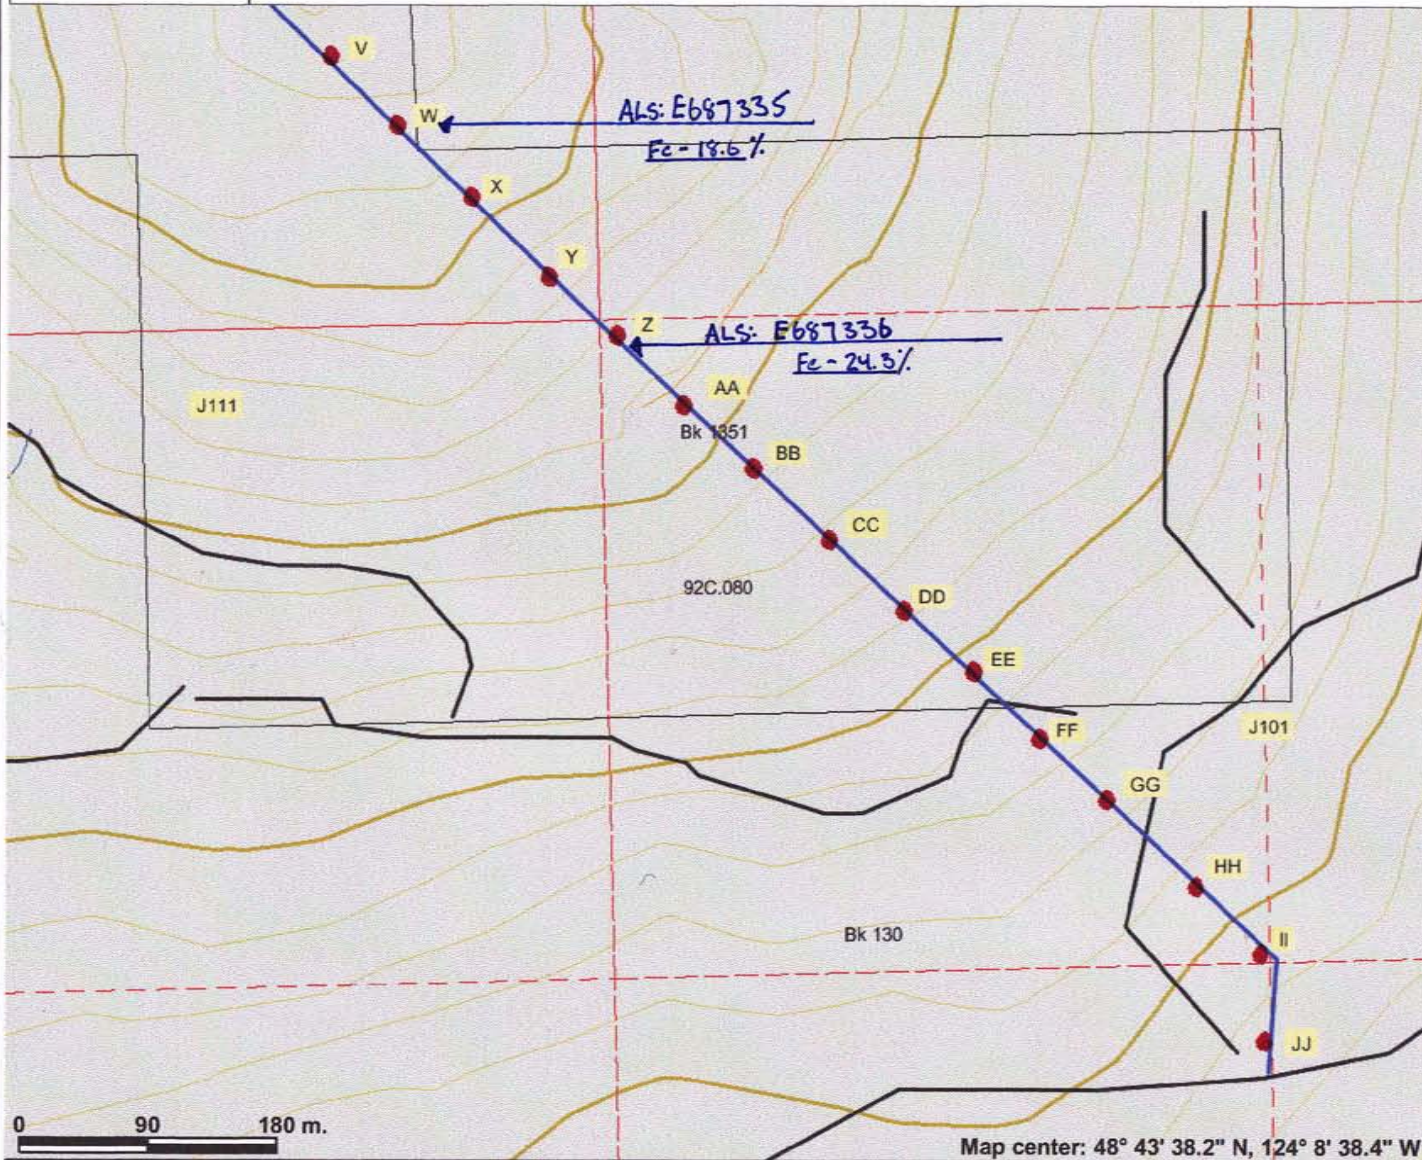 V
W
ALS: E687335
Fe - 18.6 %
X
Y
Z
ALS: E687336
Fe - 24.3 %
AA
J111
Bk 1351
BB
CC
92C.080
DD
EE
FF
J101
GG
HH
Bk 130
II
JJ
0 90 180 m.
Map center: 48° 43' 38.2" N, 124° 8' 38.4" W